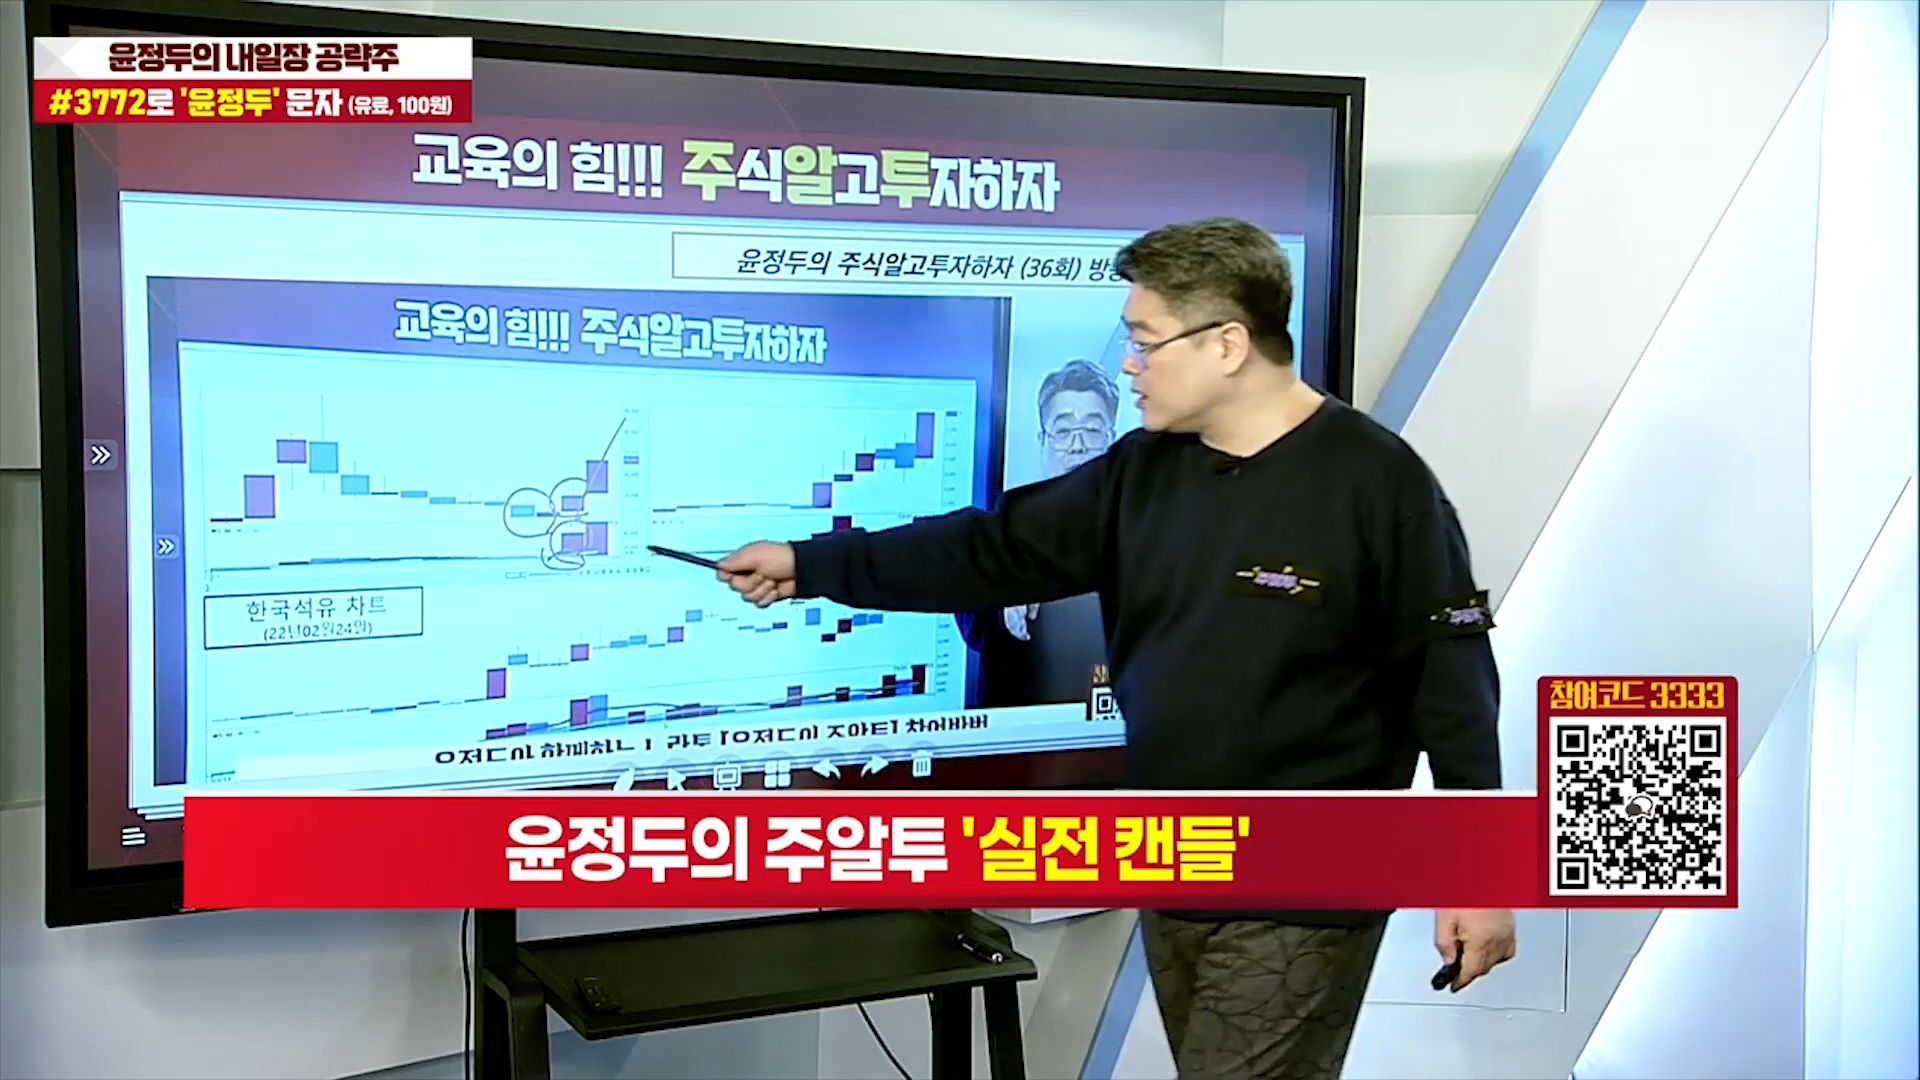 윤정두의 내일장 공략주
#3772로 '윤정두' 문자 (유료, 100원)
교육의 힘!!! 주식알고투자하자
윤정두의 주식알고투자하자 (36회)
교육의 힘!!! 주식알고투자하자
한국석유 차트
(22년02월24일)
참여코드 3333
윤정두의 주알투 '실전 캔들'